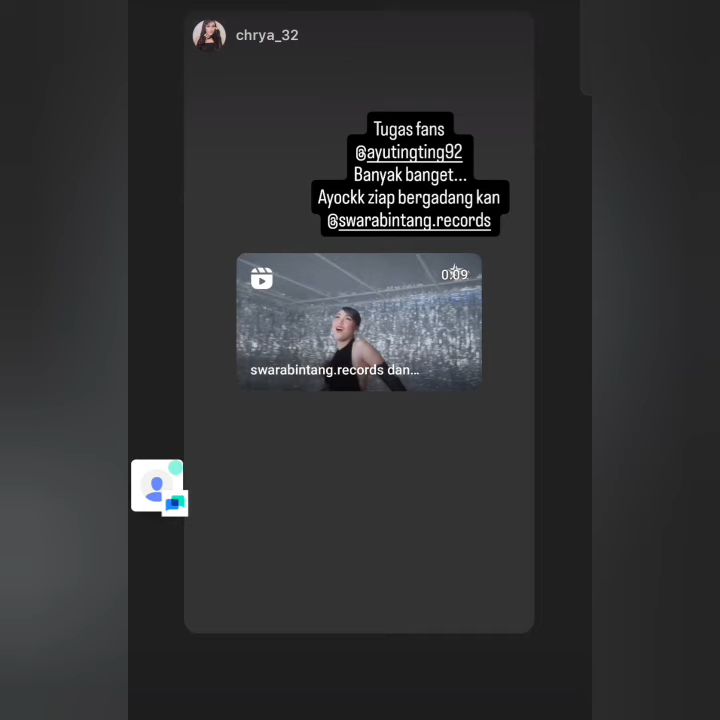 chrya_32
Tugas fans
@ayutingting92
Banyak banget...
Ayockk ziap bergadang kan
@swarabintang.records
0:09
swarabintang.records dan...